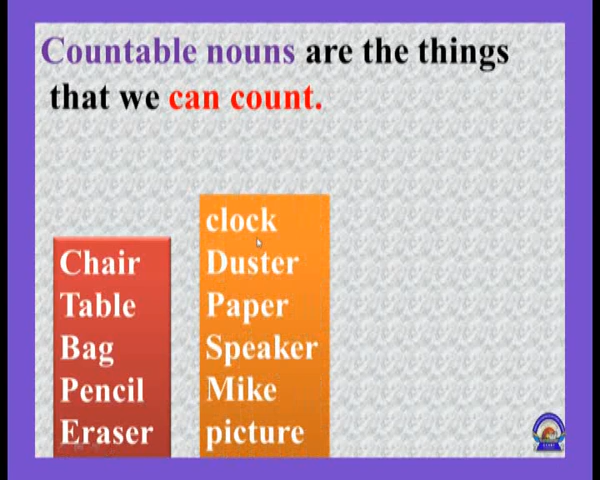 Countable nouns are the things
that we can count.
Chair
Table
Bag
Pencil
Eraser
clock
Duster
Paper
Speaker
Mike
picture